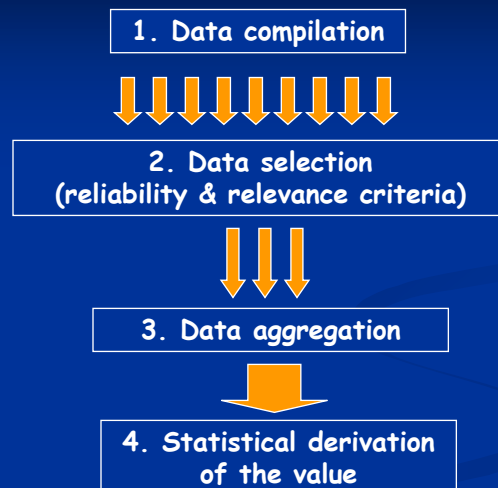 1. Data compilation
2. Data selection
(reliability & relevance criteria)
3. Data aggregation
4. Statistical derivation
of the value